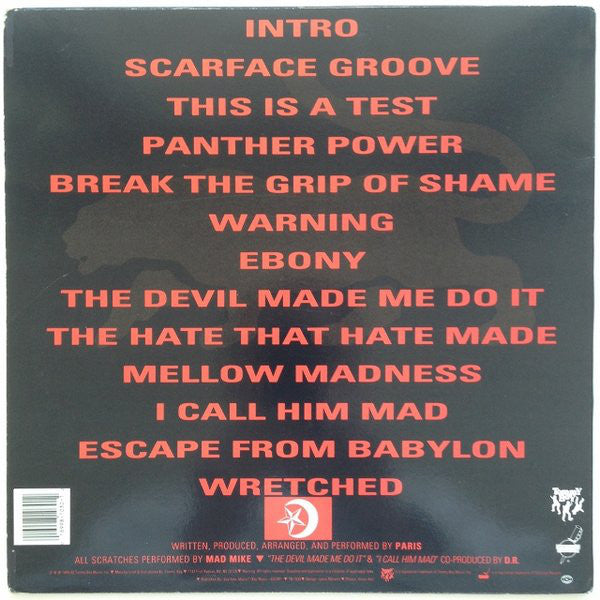 INTRO
SCARFACE GROOVE
THIS IS A TEST
PANTHER POWER
BREAK THE GRIP OF SHAME
WARNING
EBONY
THE DEVIL MADE ME DO IT
THE HATE THAT HATE MADE
MELLOW MADNESS
I CALL HIM MAD
ESCAPE FROM BABYLON
WRETCHED
WRITTEN, PRODUCED, ARRANGED, AND PERFORMED BY PARIS
ALL SCRATCHES PERFORMED BY MAD MIKE ▼ "THE DEVIL MADE ME DO IT" & "I CALL HIM MAD" CO-PRODUCED BY D.R.